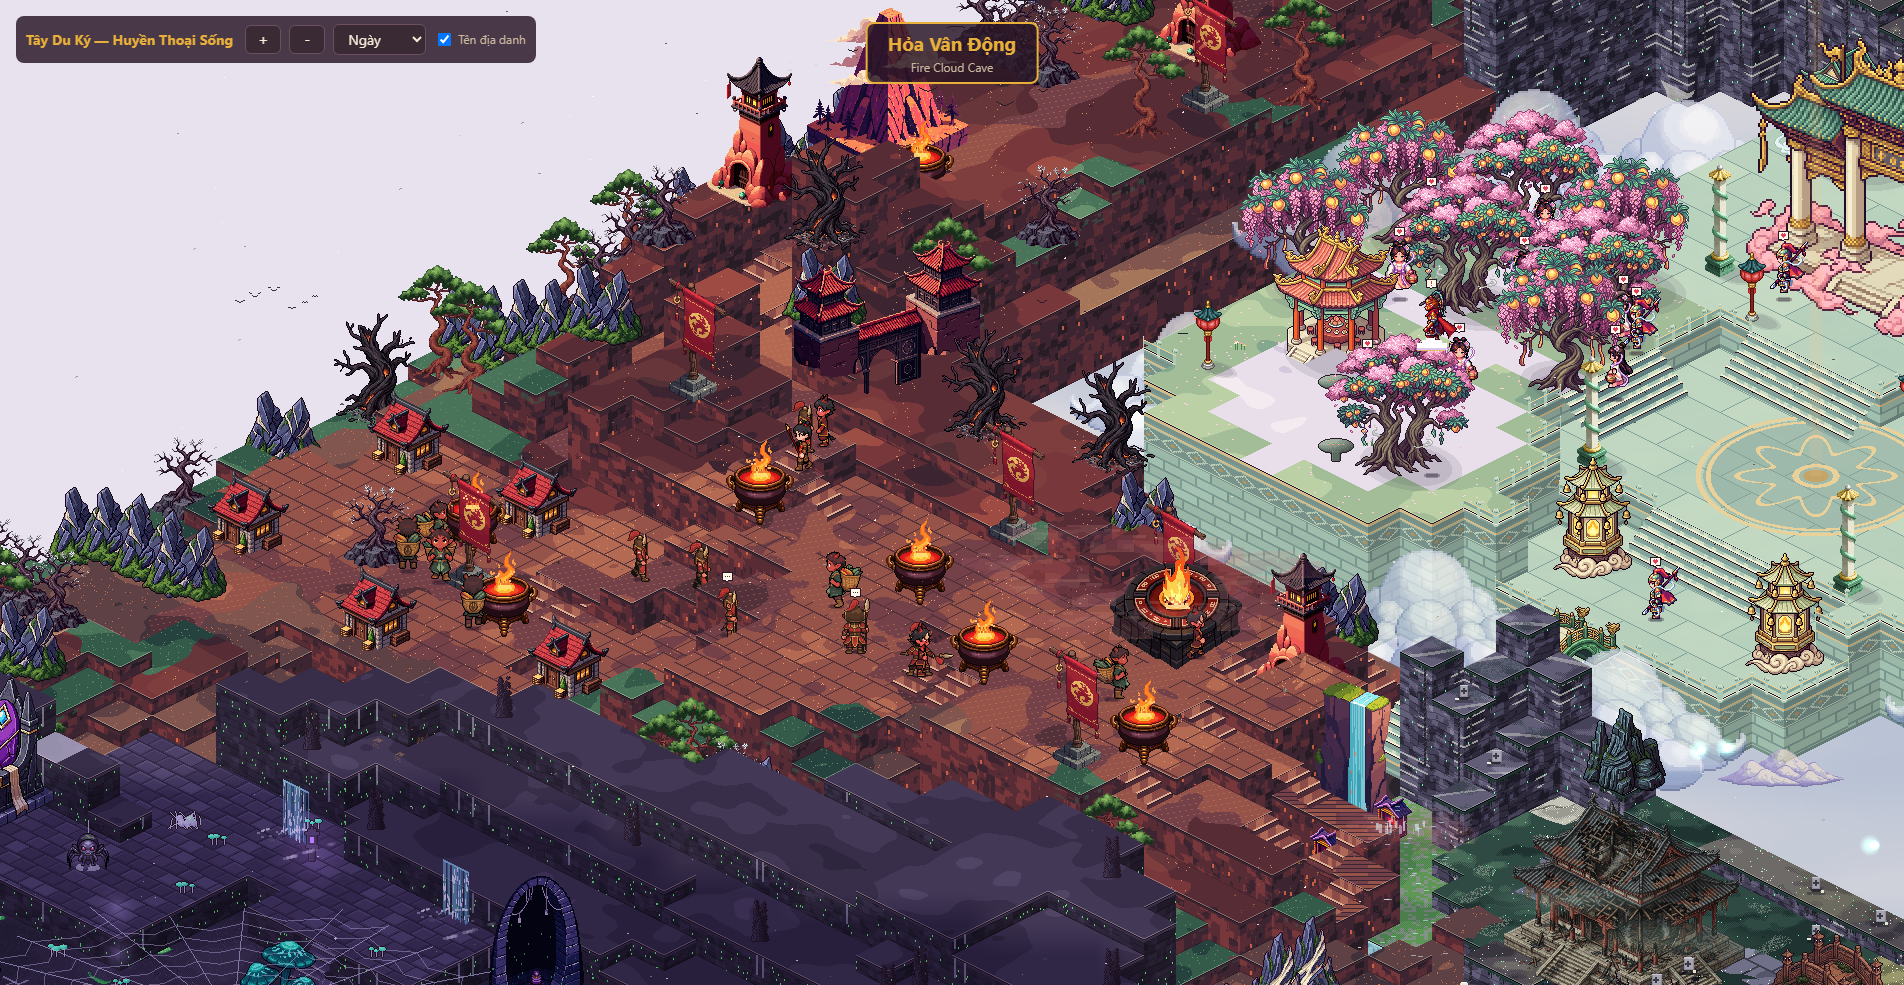 Tây Du Ký — Huyền Thoại Sống
+
-
Ngày
Tên địa danh
Hỏa Vân Động
Fire Cloud Cave